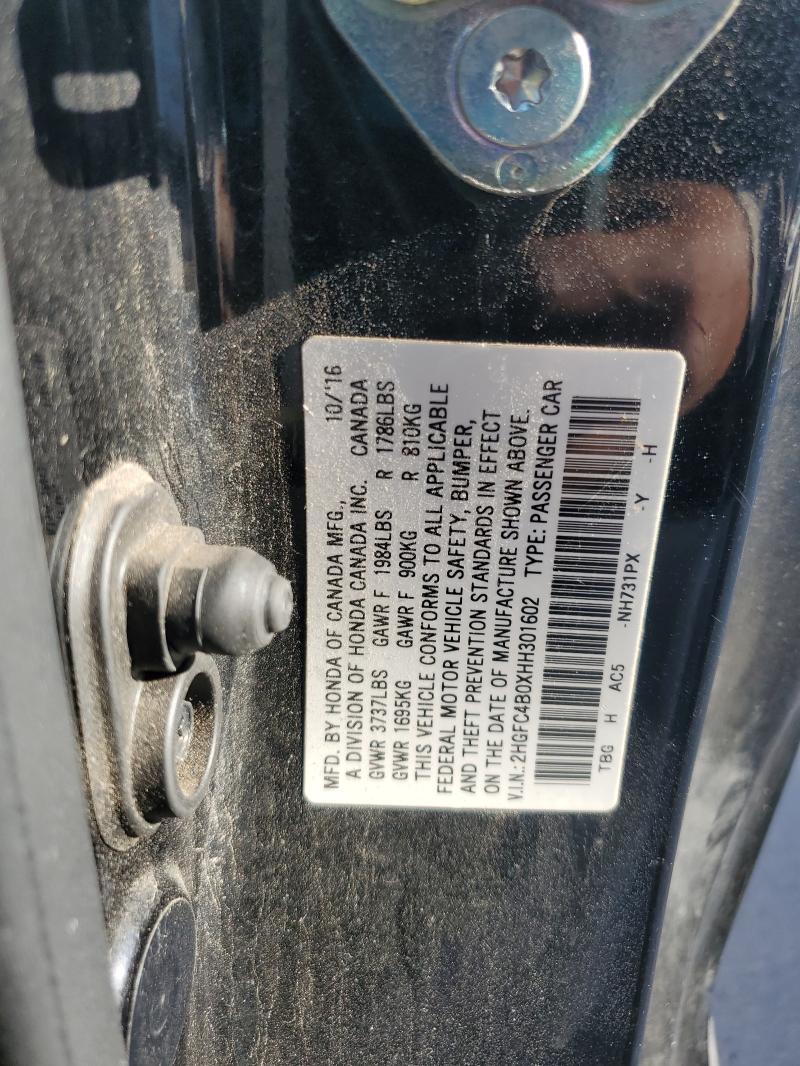 MFD. BY HONDA OF CANADA MFG., 10/'16
A DIVISION OF HONDA CANADA INC. CANADA
GVWR 3737LBS GAWR F 1984LBS R 1786LBS
GVWR 1695KG GAWR F 900KG R 810KG
THIS VEHICLE CONFORMS TO ALL APPLICABLE
FEDERAL MOTOR VEHICLE SAFETY, BUMPER,
AND THEFT PREVENTION STANDARDS IN EFFECT
ON THE DATE OF MANUFACTURE SHOWN ABOVE.
V.I.N.:2HGFC4B0XHH301602 TYPE: PASSENGER CAR
TBG H AC5 -NH731PX -Y -H